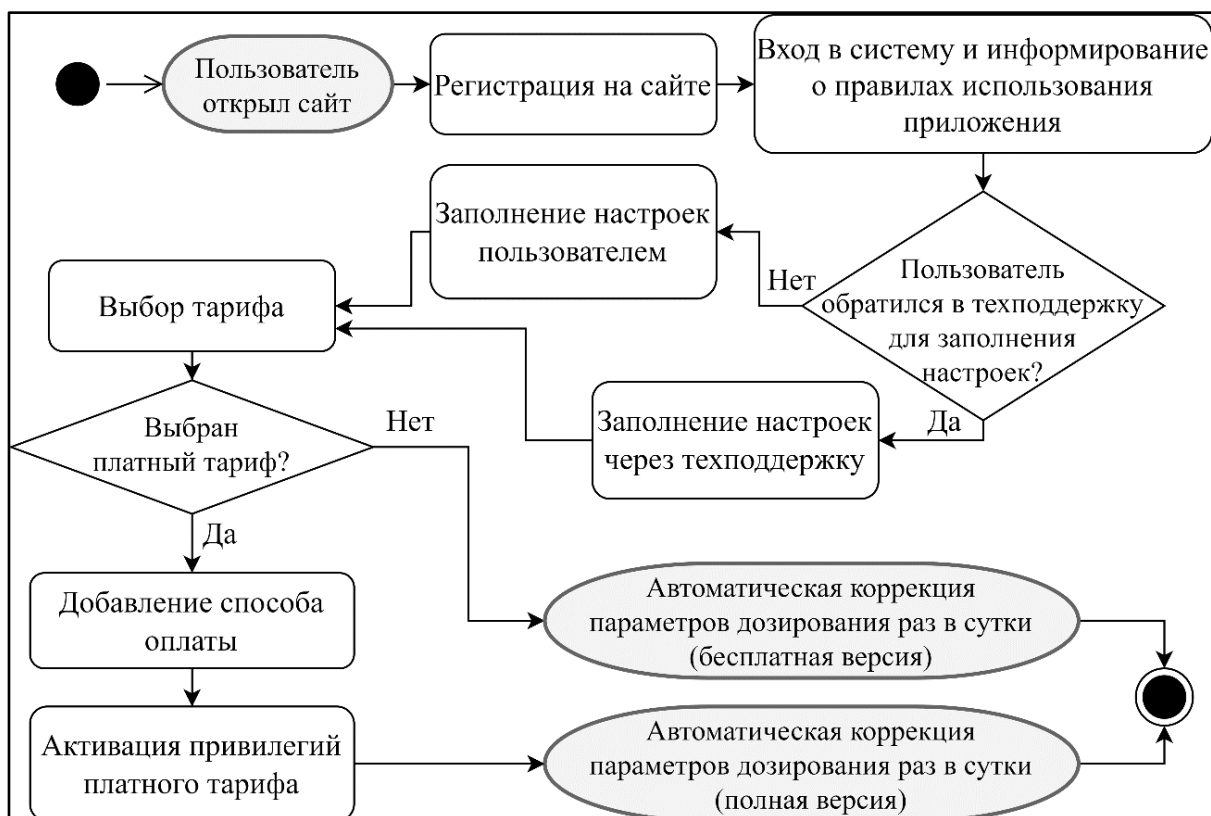 Пользователь
открыл сайт
Регистрация на сайте
Вход в систему и информирование
о правилах использования
приложения
Заполнение настроек
пользователем
Нет
Пользователь
обратился в техподдержку
для заполнения
настроек?
Выбор тарифа
Да
Заполнение настроек
через техподдержку
Выбран
платный тариф?
Нет
Да
Добавление способа
оплаты
Автоматическая коррекция
параметров дозирования раз в сутки
(бесплатная версия)
Активация привилегий
платного тарифа
Автоматическая коррекция
параметров дозирования раз в сутки
(полная версия)